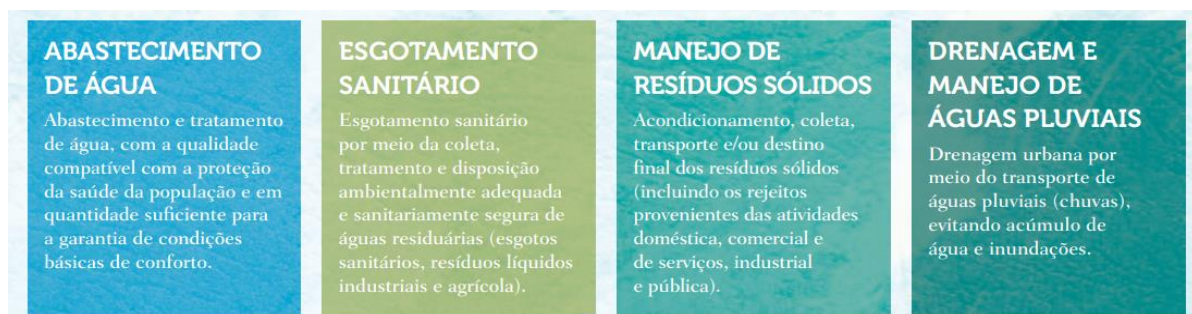 ABASTECIMENTO
DE ÁGUA
Abastecimento e tratamento
de água, com a qualidade
compatível com a proteção
da saúde da população e em
quantidade suficiente para
a garantia de condições
básicas de conforto.
ESGOTAMENTO
SANITÁRIO
Esgotamento sanitário
por meio da coleta,
tratamento e disposição
ambientalmente adequada
e sanitariamente segura de
águas residuárias (esgotos
sanitários, resíduos líquidos
industriais e agrícola).
MANEJO DE
RESÍDUOS SÓLIDOS
Acondicionamento, coleta,
transporte e/ou destino
final dos resíduos sólidos
(incluindo os rejeitos
provenientes das atividades
doméstica, comercial e
de serviços, industrial
e pública).
DRENAGEM E
MANEJO DE
ÁGUAS PLUVIAIS
Drenagem urbana por
meio do transporte de
águas pluviais (chuvas),
evitando acúmulo de
água e inundações.